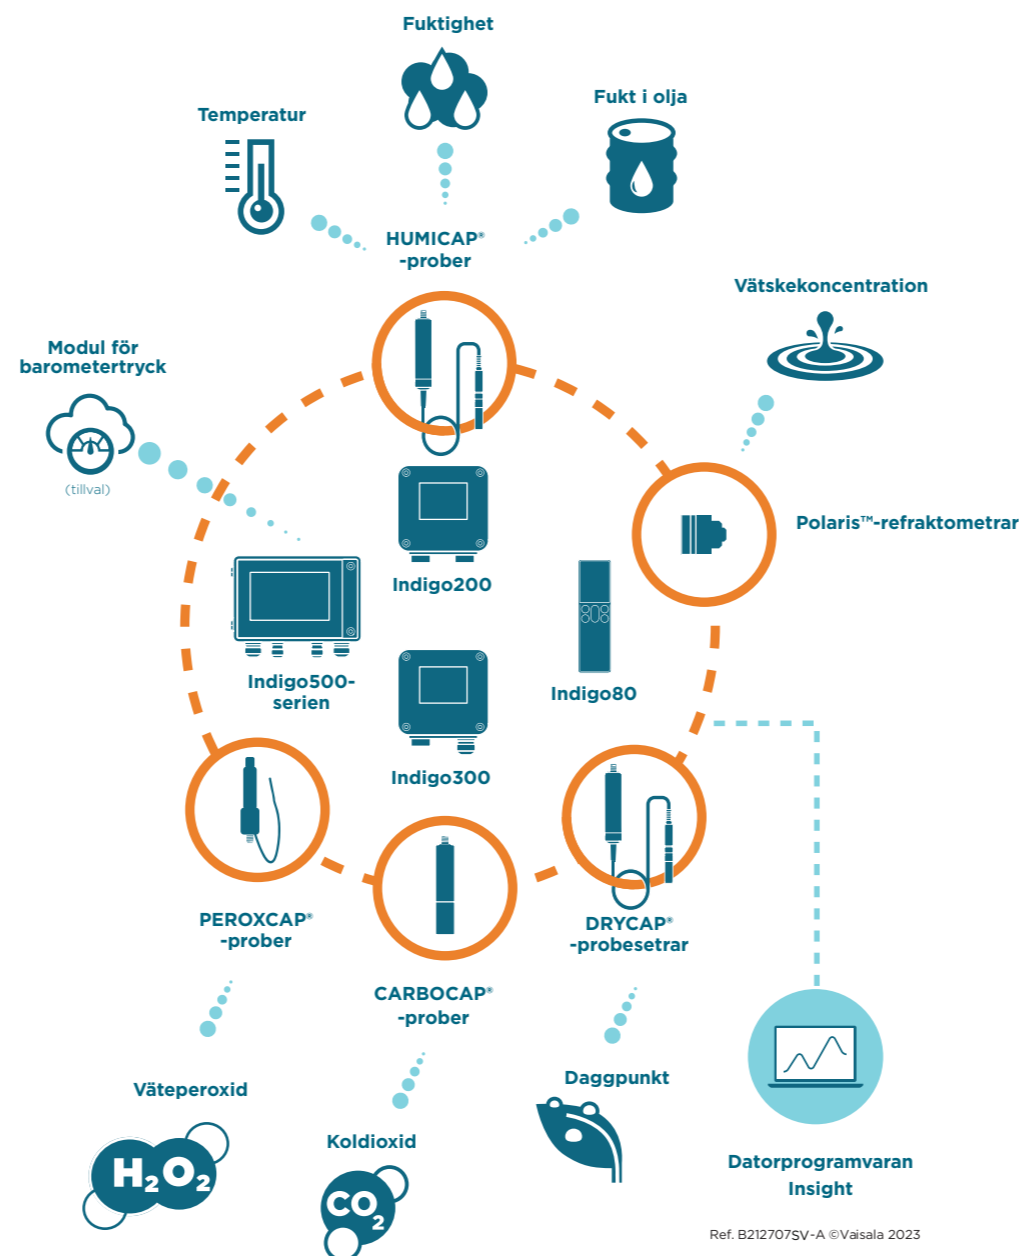 Fuktighet
Temperatur
Fukt i olja
HUMICAP®
-prober
Vätskekoncentration
Modul för
barometertryck
(tillval)
Polaris™-refraktometrar
Indigo200
Indigo500-
serien
Indigo80
Indigo300
PEROXCAP®
-prober
CARBOCAP®
-prober
DRYCAP®
-probesetrar
Väteperoxid
H2O2
Koldioxid
CO2
Daggpunkt
Datorprogramvaran
Insight
Ref. B212707SV-A ©Vaisala 2023